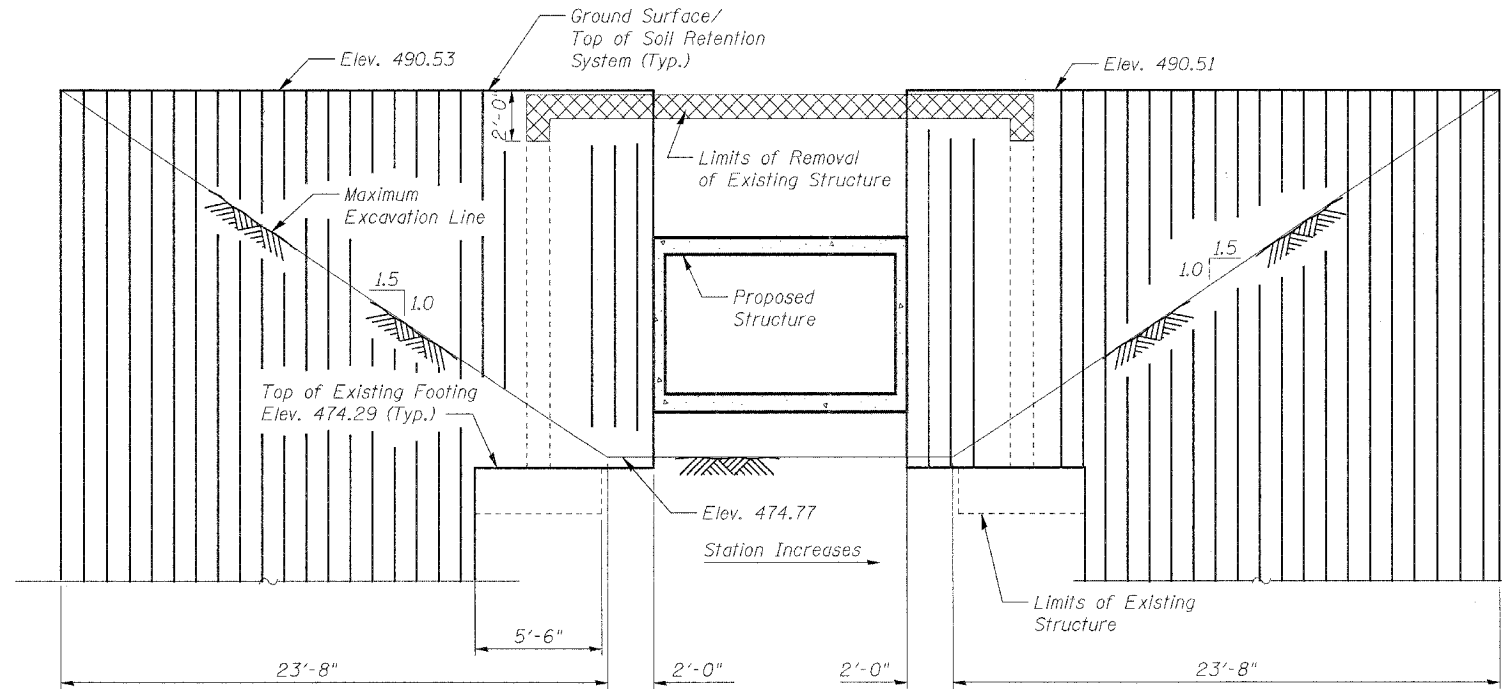 Ground Surface/
Top of Soil Retention
System (Typ.)
Elev. 490.53
Elev. 490.51
2'-0"
Limits of Removal
of Existing Structure
Maximum
Excavation Line
1.5
1.0
1.5
1.0
Proposed
Structure
Top of Existing Footing
Elev. 474.29 (Typ.)
Elev. 474.77
Station Increases
Limits of Existing
Structure
5'-6"
23'-8"
2'-0"
2'-0"
23'-8"